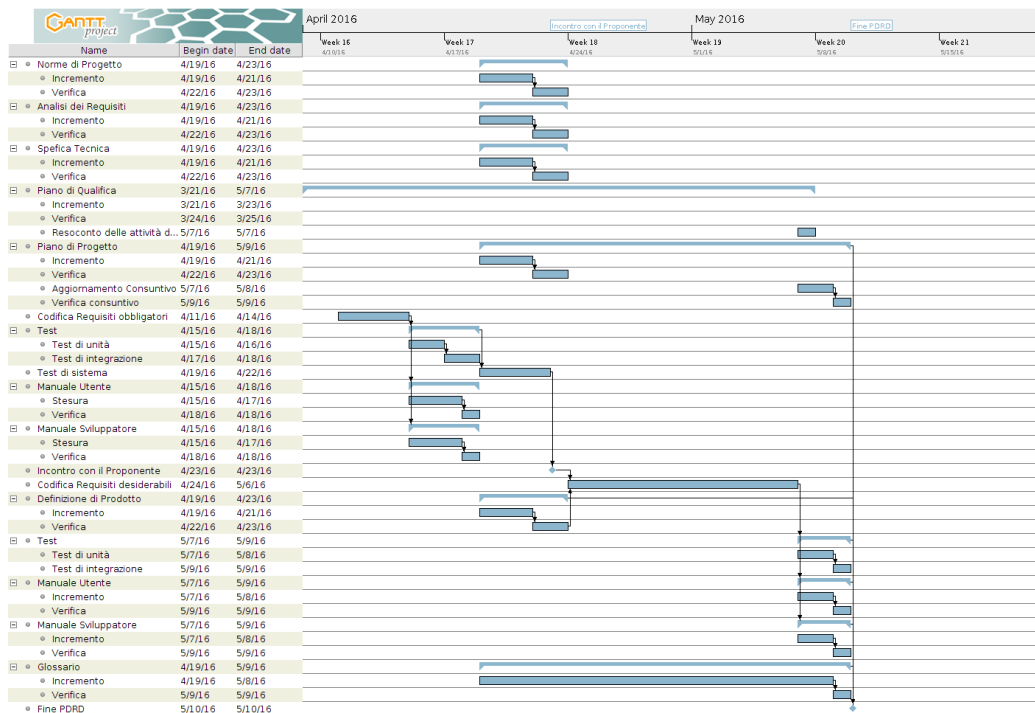 GANTT project
April 2016
May 2016
Incontro con il Proponente
Fine PDRD
Week 16
Week 17
Week 18
Week 19
Week 20
Week 21
4/10/16
4/17/16
4/24/16
5/1/16
5/8/16
5/15/16
Name Begin date End date
Norme di Progetto 4/19/16 4/23/16
Incremento 4/19/16 4/21/16
Verifica 4/22/16 4/23/16
Analisi dei Requisiti 4/19/16 4/23/16
Incremento 4/19/16 4/21/16
Verifica 4/22/16 4/23/16
Spefica Tecnica 4/19/16 4/23/16
Incremento 4/19/16 4/21/16
Verifica 4/22/16 4/23/16
Piano di Qualifica 3/21/16 5/7/16
Incremento 3/21/16 3/23/16
Verifica 3/24/16 3/25/16
Resoconto delle attività d... 5/7/16 5/7/16
Piano di Progetto 4/19/16 5/9/16
Incremento 4/19/16 4/21/16
Verifica 4/22/16 4/23/16
Aggiornamento Consuntivo 5/7/16 5/8/16
Verifica consuntivo 5/9/16 5/9/16
Codifica Requisiti obbligatori 4/11/16 4/14/16
Test 4/15/16 4/18/16
Test di unità 4/15/16 4/16/16
Test di integrazione 4/17/16 4/18/16
Test di sistema 4/19/16 4/22/16
Manuale Utente 4/15/16 4/18/16
Stesura 4/15/16 4/17/16
Verifica 4/18/16 4/18/16
Manuale Sviluppatore 4/15/16 4/18/16
Stesura 4/15/16 4/17/16
Verifica 4/18/16 4/18/16
Incontro con il Proponente 4/23/16 4/23/16
Codifica Requisiti desiderabili 4/24/16 5/6/16
Definizione di Prodotto 4/19/16 4/23/16
Incremento 4/19/16 4/21/16
Verifica 4/22/16 4/23/16
Test 5/7/16 5/9/16
Test di unità 5/7/16 5/8/16
Test di integrazione 5/9/16 5/9/16
Manuale Utente 5/7/16 5/9/16
Incremento 5/7/16 5/8/16
Verifica 5/9/16 5/9/16
Manuale Sviluppatore 5/7/16 5/9/16
Incremento 5/7/16 5/8/16
Verifica 5/9/16 5/9/16
Glossario 4/19/16 5/9/16
Incremento 4/19/16 5/8/16
Verifica 5/9/16 5/9/16
Fine PDRD 5/10/16 5/10/16